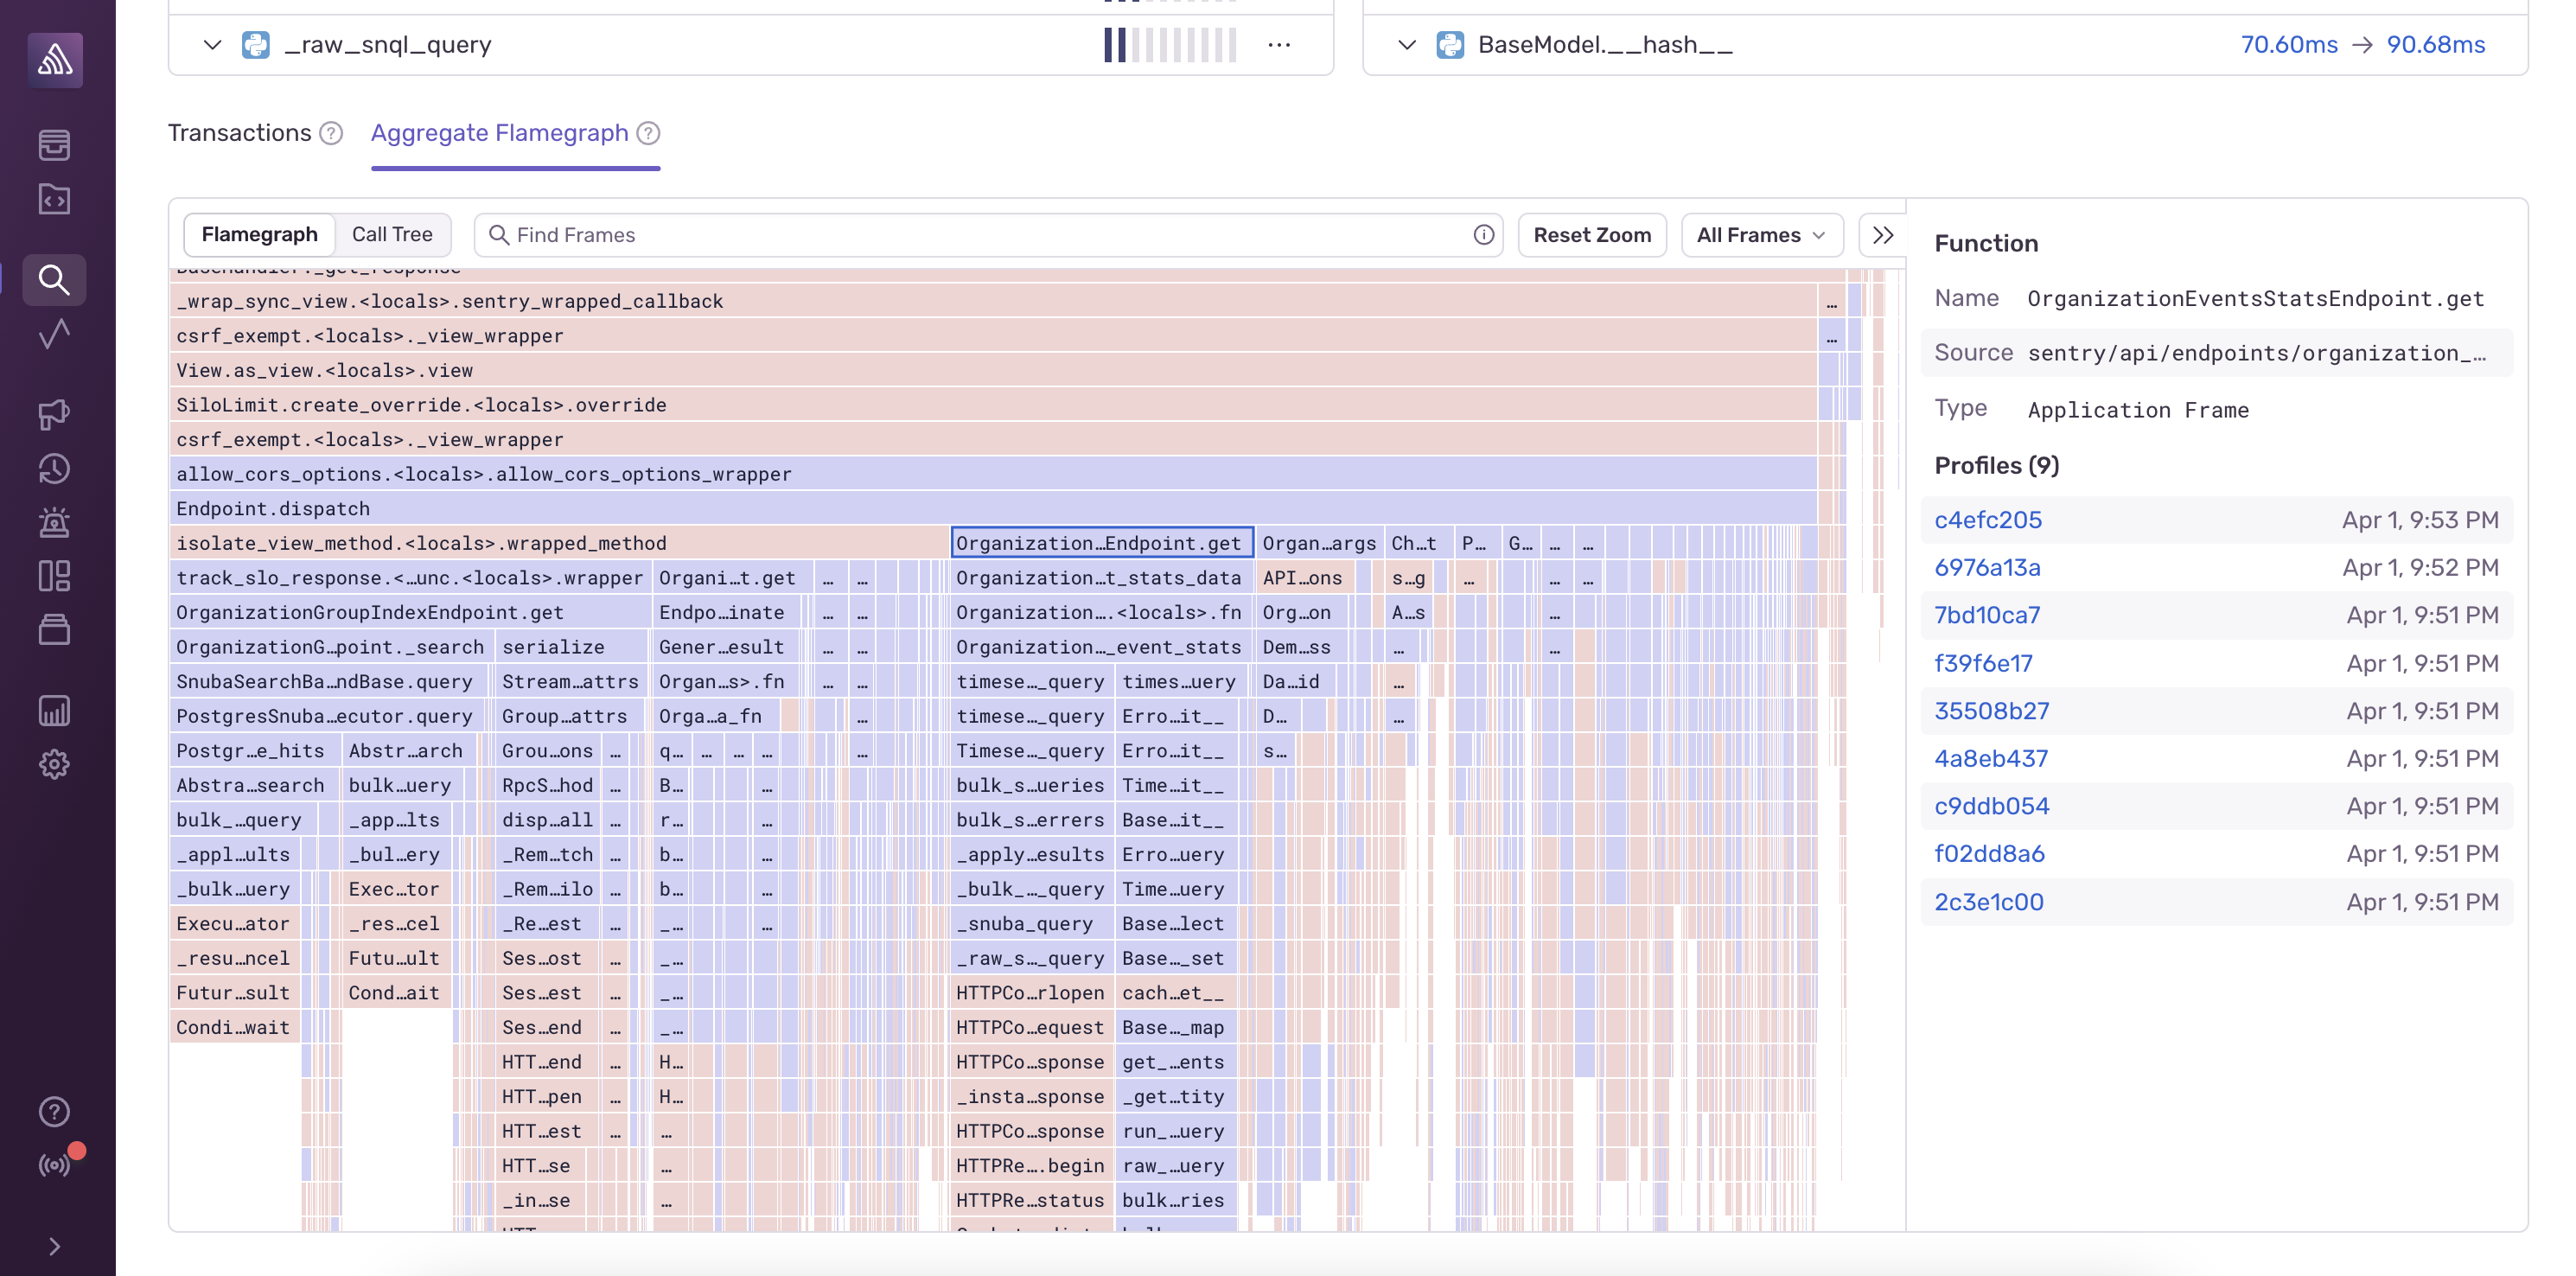 _raw_snql_query
BaseModel.__hash__ 70.60ms → 90.68ms
Transactions Aggregate Flamegraph
Flamegraph Call Tree Find Frames Reset Zoom All Frames
_wrap_sync_view.<locals>.sentry_wrapped_callback …
csrf_exempt.<locals>._view_wrapper …
View.as_view.<locals>.view
SiloLimit.create_override.<locals>.override
csrf_exempt.<locals>._view_wrapper
allow_cors_options.<locals>.allow_cors_options_wrapper
Endpoint.dispatch
isolate_view_method.<locals>.wrapped_method Organization…Endpoint.get Organ…args Ch…t P… G… … …
track_slo_response.<…unc.<locals>.wrapper Organi…t.get … … Organization…t_stats_data API…ons s…g … … …
OrganizationGroupIndexEndpoint.get Endpo…inate … … Organization….<locals>.fn Org…on A…s …
OrganizationG…point._search serialize Gener…esult … … Organization…_event_stats Dem…ss … …
SnubaSearchBa…ndBase.query Stream…attrs Organ…s>.fn … … timese…_query times…uery Da…id …
PostgresSnuba…ecutor.query Group…attrs Orga…a_fn … timese…_query Erro…it__ D… …
Postgr…e_hits Abstr…arch Grou…ons … q… … … … … Timese…_query Erro…it__ s…
Abstra…search bulk…uery RpcS…hod … B… … bulk_s…ueries Time…it__
bulk_…query _app…lts disp…all … r… … bulk_s…errers Base…it__
_appl…ults _bul…ery _Rem…tch … b… … _apply…esults Erro…uery
_bulk…uery Exec…tor _Rem…ilo … b… … _bulk_…_query Time…uery
Execu…ator _res…cel _Re…est … _… … _snuba_query Base…lect
_resu…ncel Futu…ult Ses…ost … _… _raw_s…_query Base…_set
Futur…sult Cond…ait Ses…est … _… HTTPCo…rlopen cach…et__
Condi…wait Ses…end … _… HTTPCo…equest Base…_map
HTT…end … H… HTTPCo…sponse get_…ents
HTT…pen … H… _insta…sponse _get…tity
HTT…est … … HTTPCo…sponse run_…uery
HTT…se … HTTPRe….begin raw_…uery
_in…se … HTTPRe…status bulk…ries
Function
Name OrganizationEventsStatsEndpoint.get
Source sentry/api/endpoints/organization_…
Type Application Frame
Profiles (9)
c4efc205 Apr 1, 9:53 PM
6976a13a Apr 1, 9:52 PM
7bd10ca7 Apr 1, 9:51 PM
f39f6e17 Apr 1, 9:51 PM
35508b27 Apr 1, 9:51 PM
4a8eb437 Apr 1, 9:51 PM
c9ddb054 Apr 1, 9:51 PM
f02dd8a6 Apr 1, 9:51 PM
2c3e1c00 Apr 1, 9:51 PM